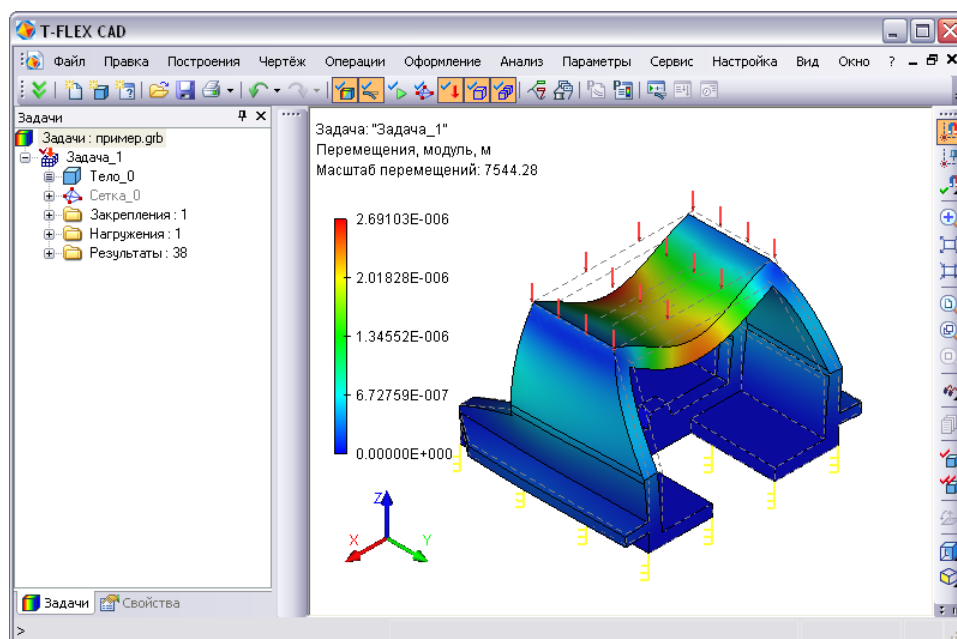 T-FLEX CAD
Файл Правка Построения Чертёж Операции Оформление Анализ Параметры Сервис Настройка Вид Окно ?
Задачи
Задачи : пример.grb
Задача_1
Тело_0
Сетка_0
Закрепления : 1
Нагружения : 1
Результаты : 38
Задача: "Задача_1"
Перемещения, модуль, м
Масштаб перемещений: 7544.28
2.69103E-006
2.01828E-006
1.34552E-006
6.72759E-007
0.00000E+000
Z
X Y
Задачи Свойства
>